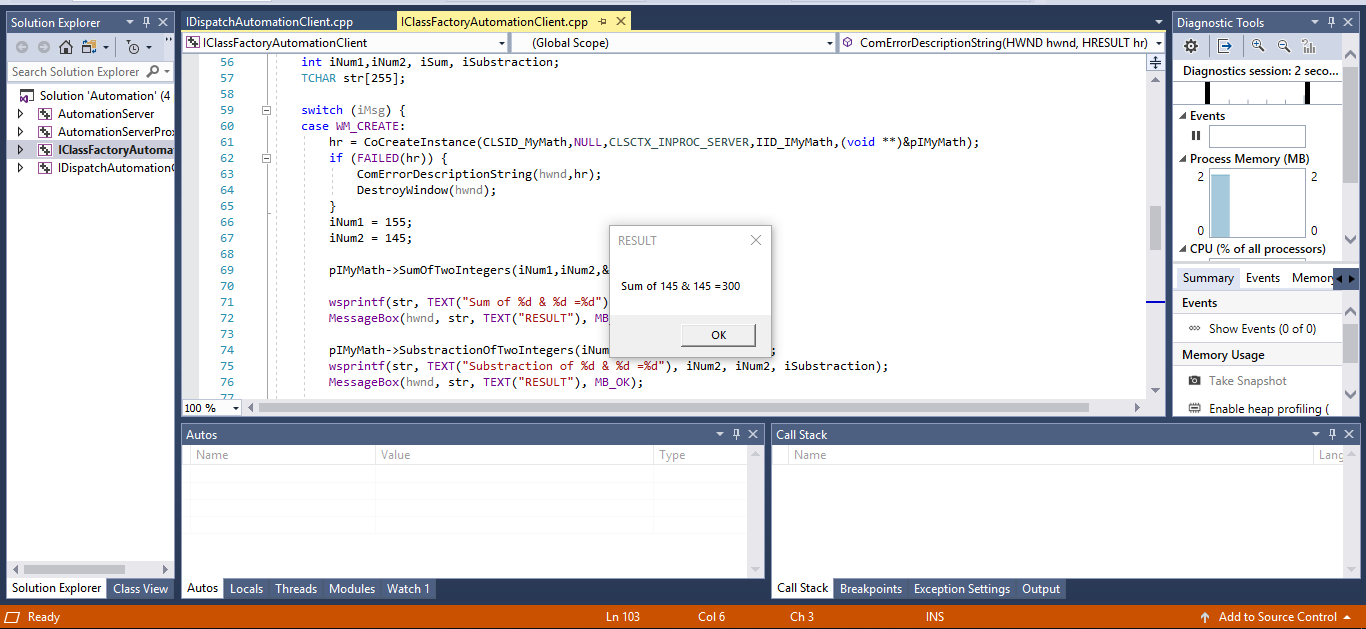 Solution Explorer
Search Solution Explorer
Solution 'Automation' (4
AutomationServer
AutomationServerPro
IClassFactoryAutoma
IDispatchAutomation
Solution Explorer
Class View
IDispatchAutomationClient.cpp
IClassFactoryAutomationClient.cpp
IClassFactoryAutomationClient
(Global Scope)
ComErrorDescriptionString(HWND hwnd, HRESULT hr)
56 int iNum1,iNum2, iSum, iSubstraction;
57 TCHAR str[255];
58
59 switch (iMsg) {
60 case WM_CREATE:
61 hr = CoCreateInstance(CLSID_MyMath,NULL,CLSCTX_INPROC_SERVER,IID_IMyMath,(void **)&pIMyMath);
62 if (FAILED(hr)) {
63 ComErrorDescriptionString(hwnd,hr);
64 DestroyWindow(hwnd);
65 }
66 iNum1 = 155;
67 iNum2 = 145;
68
69 pIMyMath->SumOfTwoIntegers(iNum1,iNum2,&
70
71 wsprintf(str, TEXT("Sum of %d & %d =%d")
72 MessageBox(hwnd, str, TEXT("RESULT"), MB
73
74 pIMyMath->SubstractionOfTwoIntegers(iNum ;
75 wsprintf(str, TEXT("Substraction of %d & %d =%d"), iNum2, iNum2, iSubstraction);
76 MessageBox(hwnd, str, TEXT("RESULT"), MB_OK);
77
100 %
RESULT
Sum of 145 & 145 =300
OK
Diagnostic Tools
Diagnostics session: 2 seco...
Events
Process Memory (MB)
2 2
0 0
CPU (% of all processors)
Summary Events Memory
Events
Show Events (0 of 0)
Memory Usage
Take Snapshot
Enable heap profiling (
Autos
Name Value Type
Autos Locals Threads Modules Watch 1
Call Stack
Name Lang
Call Stack Breakpoints Exception Settings Output
Ready Ln 103 Col 6 Ch 3 INS Add to Source Control